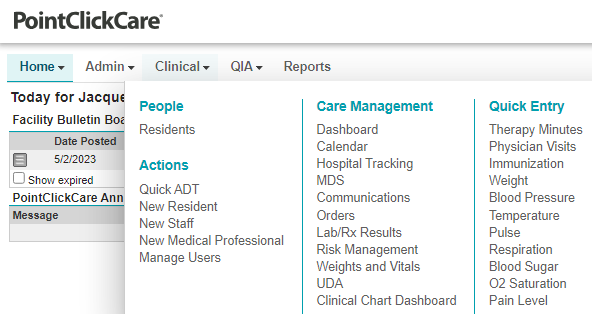 PointClickCare
Home Admin Clinical QIA Reports
Today for Jacque
Facility Bulletin Boa
Date Posted
5/2/2023
Show expired
PointClickCare Ann
Message
People
Residents
Actions
Quick ADT
New Resident
New Staff
New Medical Professional
Manage Users
Care Management
Dashboard
Calendar
Hospital Tracking
MDS
Communications
Orders
Lab/Rx Results
Risk Management
Weights and Vitals
UDA
Clinical Chart Dashboard
Quick Entry
Therapy Minutes
Physician Visits
Immunization
Weight
Blood Pressure
Temperature
Pulse
Respiration
Blood Sugar
O2 Saturation
Pain Level